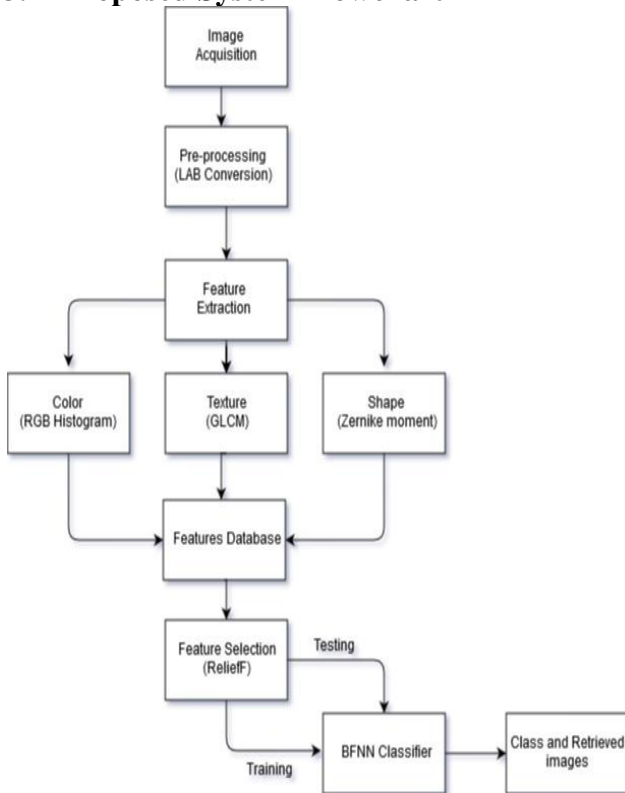 Image
Acquisition
Pre-processing
(LAB Conversion)
Feature
Extraction
Color
(RGB Histogram)
Texture
(GLCM)
Shape
(Zernike moment)
Features Database
Feature Selection
(ReliefF)
Testing
Training
BFNN Classifier
Class and Retrieved
images